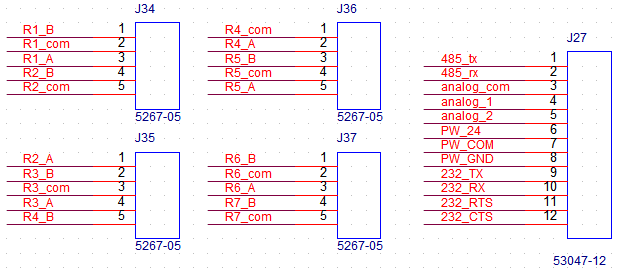 J34
R1_B 1
R1_com 2
R1_A 3
R2_B 4
R2_com 5
5267-05
J36
R4_com 1
R4_A 2
R5_B 3
R5_com 4
R5_A 5
5267-05
J35
R2_A 1
R3_B 2
R3_com 3
R3_A 4
R4_B 5
5267-05
J37
R6_B 1
R6_com 2
R6_A 3
R7_B 4
R7_com 5
5267-05
J27
485_tx 1
485_rx 2
analog_com 3
analog_1 4
analog_2 5
PW_24 6
PW_COM 7
PW_GND 8
232_TX 9
232_RX 10
232_RTS 11
232_CTS 12
53047-12